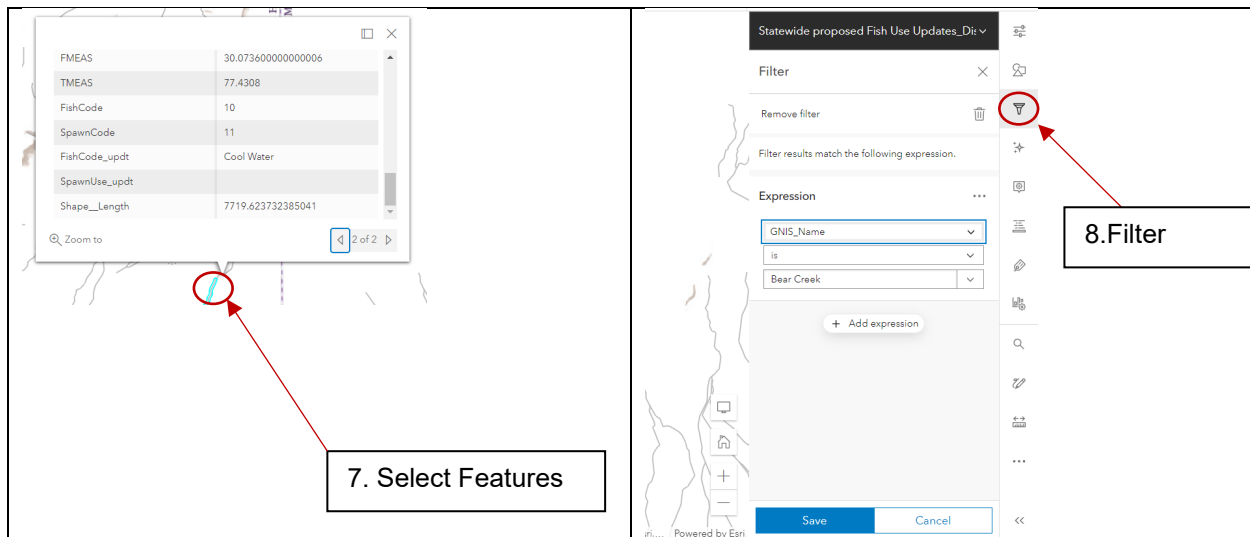 FMEAS 30.073600000000006
TMEAS 77.4308
FishCode 10
SpawnCode 11
FishCode_updt Cool Water
SpawnUse_updt
Shape__Length 7719.623732385041
Zoom to 2 of 2
7. Select Features
Statewide proposed Fish Use Updates_Dis
Filter
Remove filter
Filter results match the following expression.
Expression
GNIS_Name
is
Bear Creek
+ Add expression
Save Cancel
Powered by Esri
8.Filter